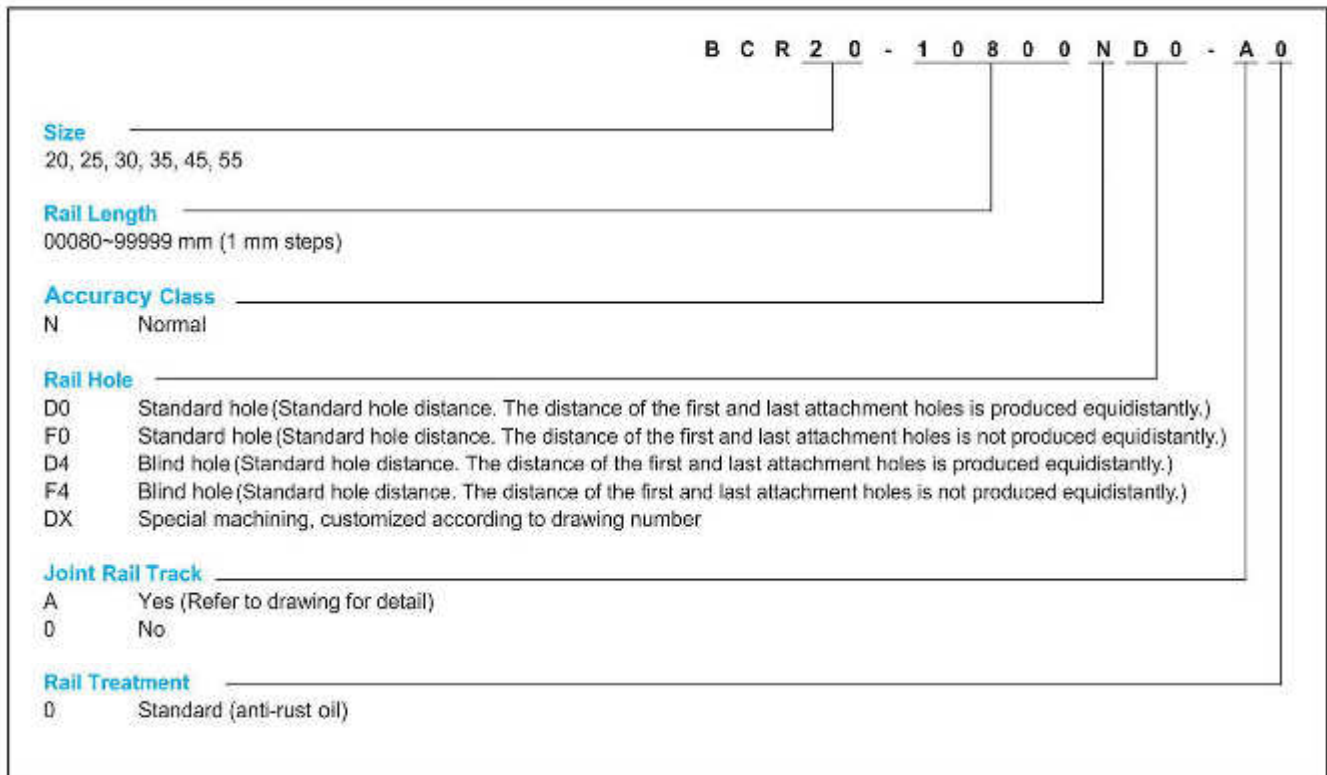 B C R 2 0 - 1 0 8 0 0 N D 0 - A 0
Size
20, 25, 30, 35, 45, 55
Rail Length
00080~99999 mm (1 mm steps)
Accuracy Class
N Normal
Rail Hole
D0 Standard hole (Standard hole distance. The distance of the first and last attachment holes is produced equidistantly.)
F0 Standard hole (Standard hole distance. The distance of the first and last attachment holes is not produced equidistantly.)
D4 Blind hole (Standard hole distance. The distance of the first and last attachment holes is produced equidistantly.)
F4 Blind hole (Standard hole distance. The distance of the first and last attachment holes is not produced equidistantly.)
DX Special machining, customized according to drawing number
Joint Rail Track
A Yes (Refer to drawing for detail)
0 No
Rail Treatment
0 Standard (anti-rust oil)